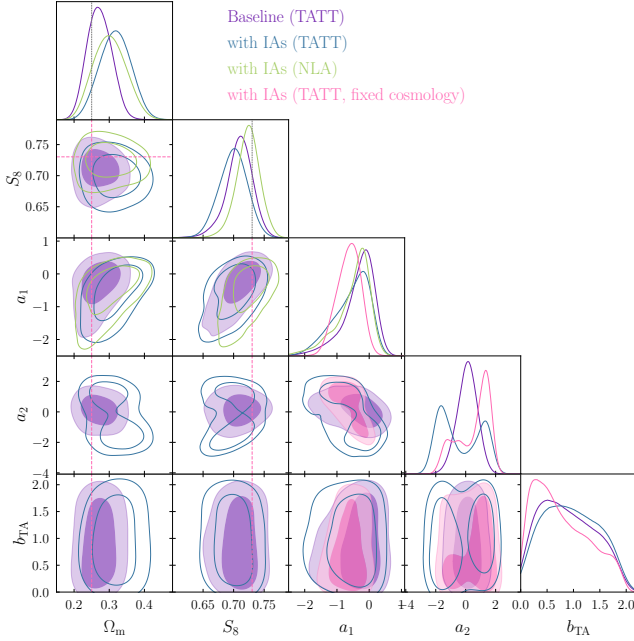 Baseline (TATT)
with IAs (TATT)
with IAs (NLA)
with IAs (TATT, fixed cosmology)
0.75
0.70
0.65
S8
0
−1
−2
a1
2
0
−2
−4
a2
2.0
1.5
1.0
0.5
0.0
bTA
0.2 0.3 0.4
0.65 0.70 0.75
−2 −1 0 1
−4 −2 0 2
0.0 0.5 1.0 1.5 2.0
Ωm S8 a1 a2 bTA